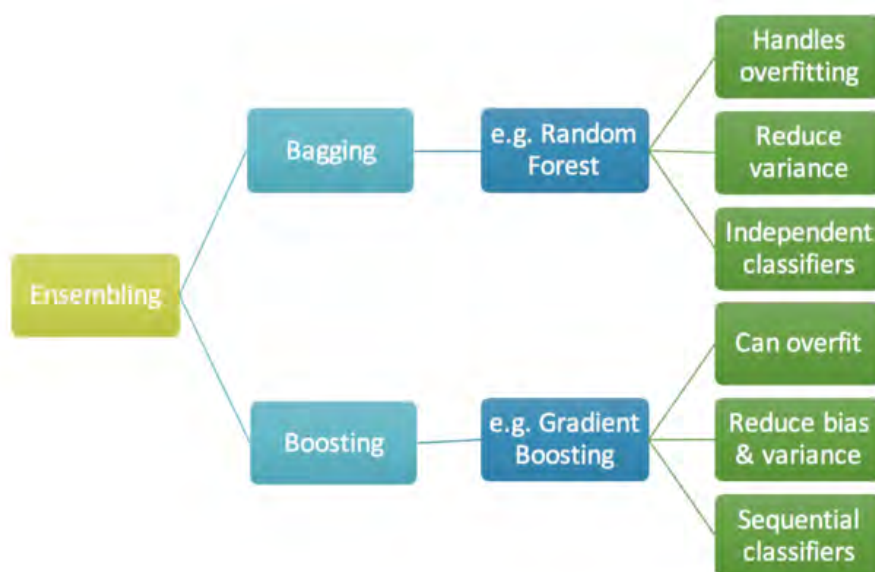 Ensembling
Bagging
e.g. Random
Forest
Handles
overfitting
Reduce
variance
Independent
classifiers
Boosting
e.g. Gradient
Boosting
Can overfit
Reduce bias
& variance
Sequential
classifiers